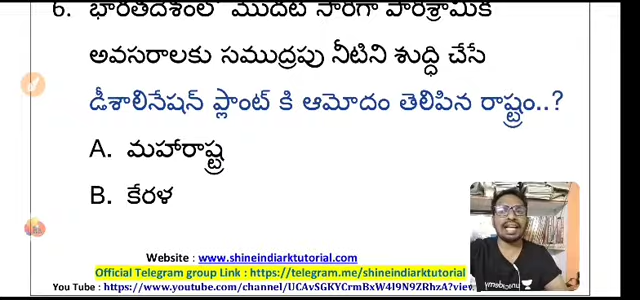 6. భారతదేశంలో మొదటి సారిగా పారిశ్రామిక
అవసరాలకు సముద్రపు నీటిని శుద్ధి చేసే
డీశాలినేషన్ ప్లాంట్ కి ఆమోదం తెలిపిన రాష్ట్రం..?
A. మహారాష్ట్ర
B. కేరళ
Website : www.shineindiarktutorial.com
Official Telegram group Link : https://telegram.me/shineindiarktutorial
You Tube : https://www.youtube.com/channel/UCAvSGKYCrmBxW4I9N9ZRhzA?view